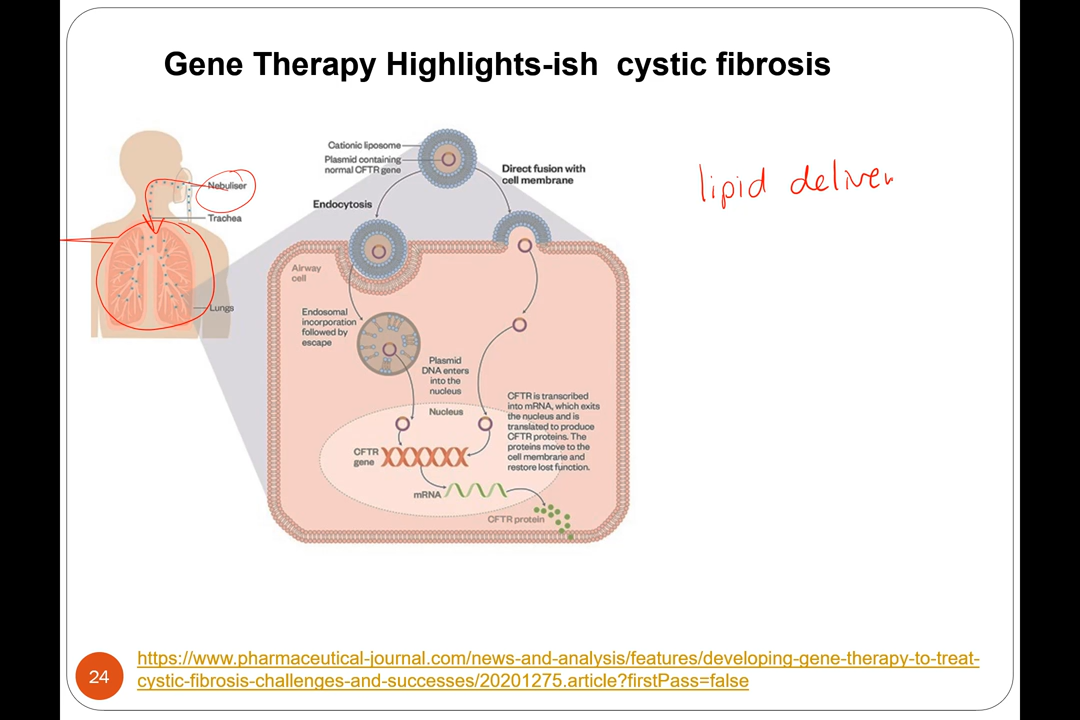 Gene Therapy Highlights-ish cystic fibrosis
Nebuliser
Trachea
Lungs
Cationic liposome
Plasmid containing
normal CFTR gene
Direct fusion with
cell membrane
Endocytosis
Airway
cell
Endosomal
incorporation
followed by
escape
Plasmid
DNA enters
into the
nucleus
Nucleus
CFTR is transcribed
into mRNA, which exits
the nucleus and is
translated to produce
CFTR proteins. The
proteins move to the
cell membrane and
restore lost function.
CFTR
gene
mRNA
CFTR protein
lipid deliver
24
https://www.pharmaceutical-journal.com/news-and-analysis/features/developing-gene-therapy-to-treat-
cystic-fibrosis-challenges-and-successes/20201275.article?firstPass=false